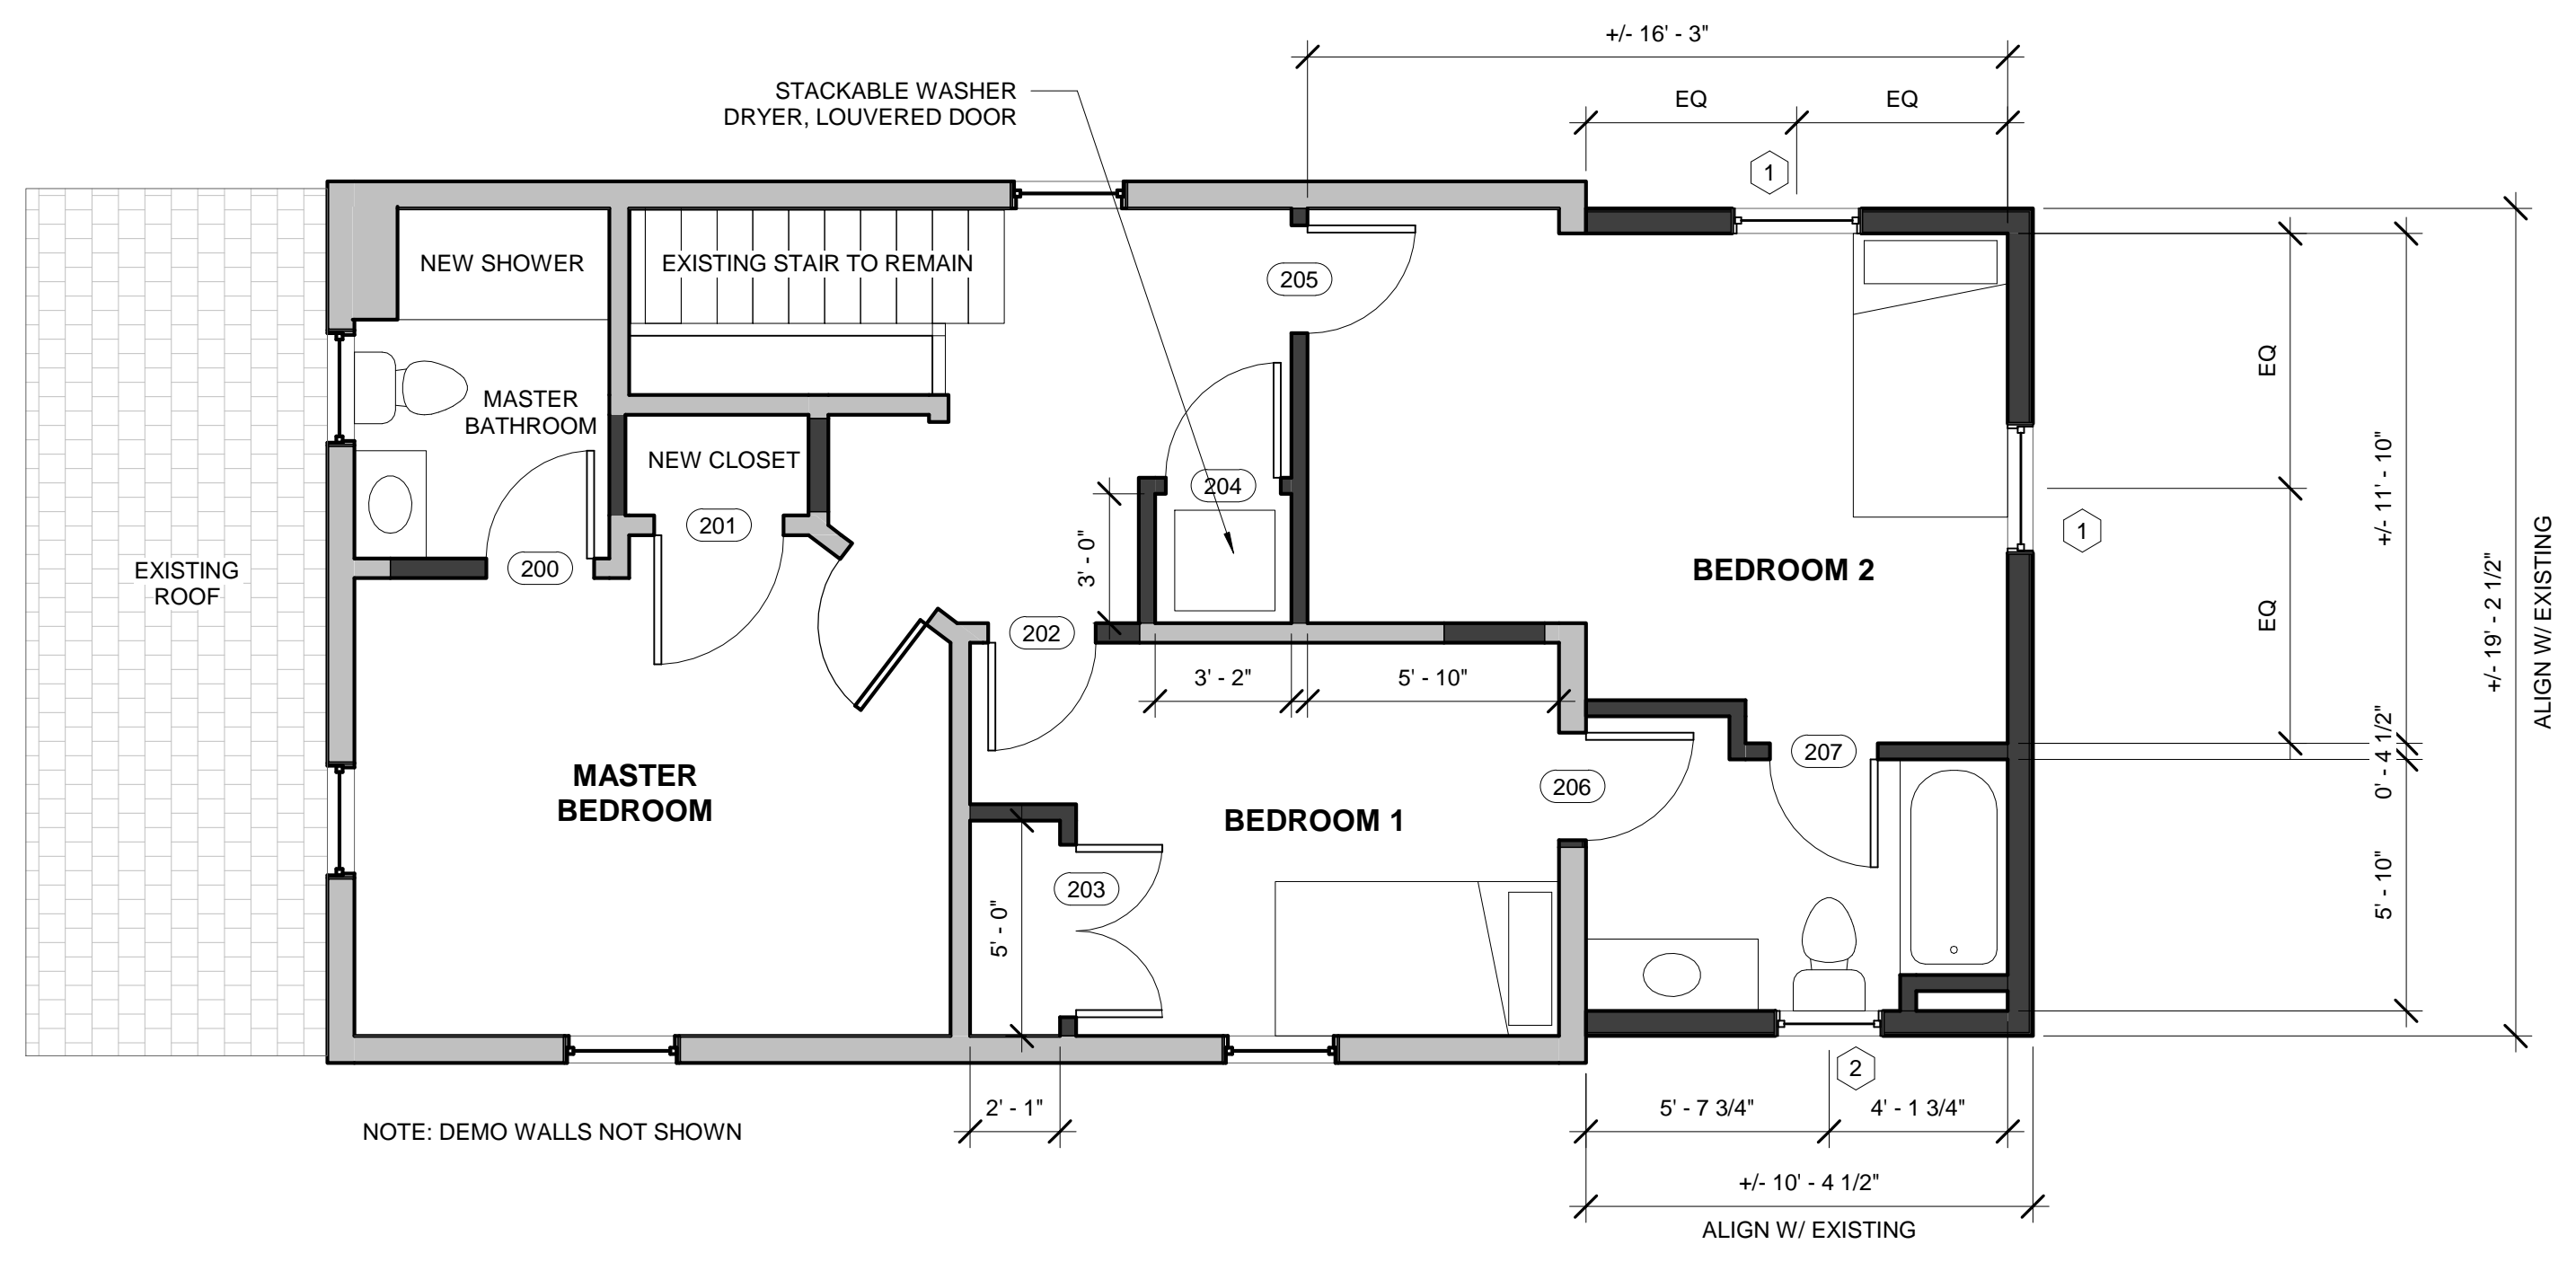 +/- 16' - 3"
STACKABLE WASHER
DRYER, LOUVERED DOOR
EQ
EQ
1
NEW SHOWER
EXISTING STAIR TO REMAIN
205
EQ
MASTER
BATHROOM
NEW CLOSET
204
+/- 11' - 10"
201
1
3' - 0"
EXISTING
ROOF
200
BEDROOM 2
EQ
+/- 19' - 2 1/2"
ALIGN W/ EXISTING
202
3' - 2"
5' - 10"
207
0' - 4 1/2"
MASTER
BEDROOM
206
BEDROOM 1
203
5' - 0"
5' - 10"
2
2' - 1"
5' - 7 3/4"
4' - 1 3/4"
NOTE: DEMO WALLS NOT SHOWN
+/- 10' - 4 1/2"
ALIGN W/ EXISTING